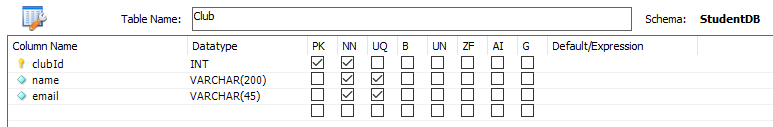 Table Name: Club Schema: StudentDB
Column Name Datatype PK NN UQ B UN ZF AI G Default/Expression
clubId INT
name VARCHAR(200)
email VARCHAR(45)